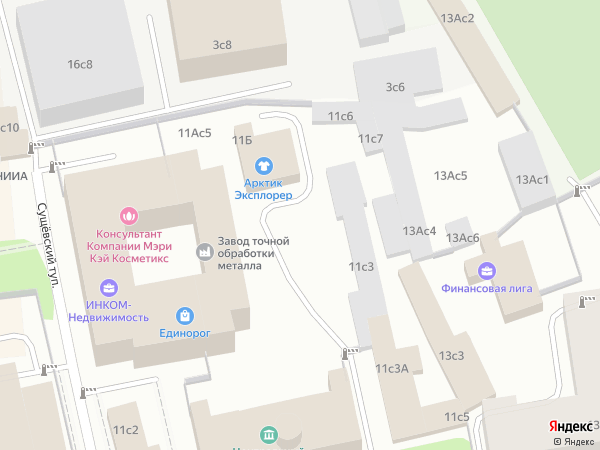 13Ас2
3с8
16с8
3с6
11с6
с10
11Ас5
11Б
11с7
НИИА
Арктик
Эксплорер
13Ас5
13Ас1
Сущёвский туп.
Консультант
Компании Мэри
Кэй Косметикс
Завод точной
обработки
металла
13Ас4
13Ас6
11с3
ИНКОМ-
Недвижимость
Финансовая лига
Единорог
13с3
11с3А
11с2
11с5
Яндекс
© Яндекс